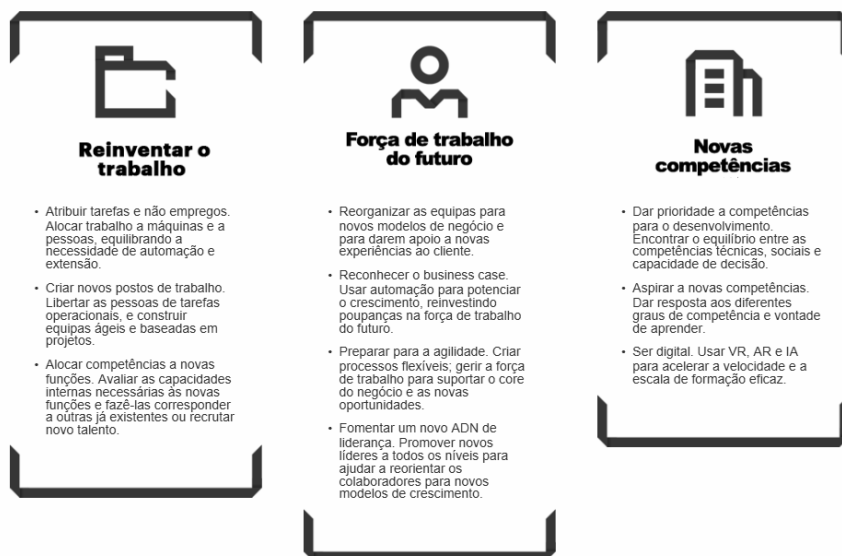 Reinventar o
trabalho
• Atribuir tarefas e não empregos.
Alocar trabalho a máquinas e a
pessoas, equilibrando a
necessidade de automação e
extensão.
• Criar novos postos de trabalho.
Libertar as pessoas de tarefas
operacionais, e construir
equipas ágeis e baseadas em
projetos.
• Alocar competências a novas
funções. Avaliar as capacidades
internas necessárias às novas
funções e fazê-las corresponder
a outras já existentes ou recrutar
novo talento.
Força de trabalho
do futuro
• Reorganizar as equipas para
novos modelos de negócio e
para darem apoio a novas
experiências ao cliente.
• Reconhecer o business case.
Usar automação para potenciar
o crescimento, reinvestindo
poupanças na força de trabalho
do futuro.
• Preparar para a agilidade. Criar
processos flexíveis; gerir a força
de trabalho para suportar o core
do negócio e as novas
oportunidades.
• Fomentar um novo ADN de
liderança. Promover novos
líderes a todos os níveis para
ajudar a reorientar os
colaboradores para novos
modelos de crescimento.
Novas
competências
• Dar prioridade a competências
para o desenvolvimento.
Encontrar o equilíbrio entre as
competências técnicas, sociais e
capacidade de decisão.
• Aspirar a novas competências.
Dar resposta aos diferentes
graus de competência e vontade
de aprender.
• Ser digital. Usar VR, AR e IA
para acelerar a velocidade e a
escala de formação eficaz.